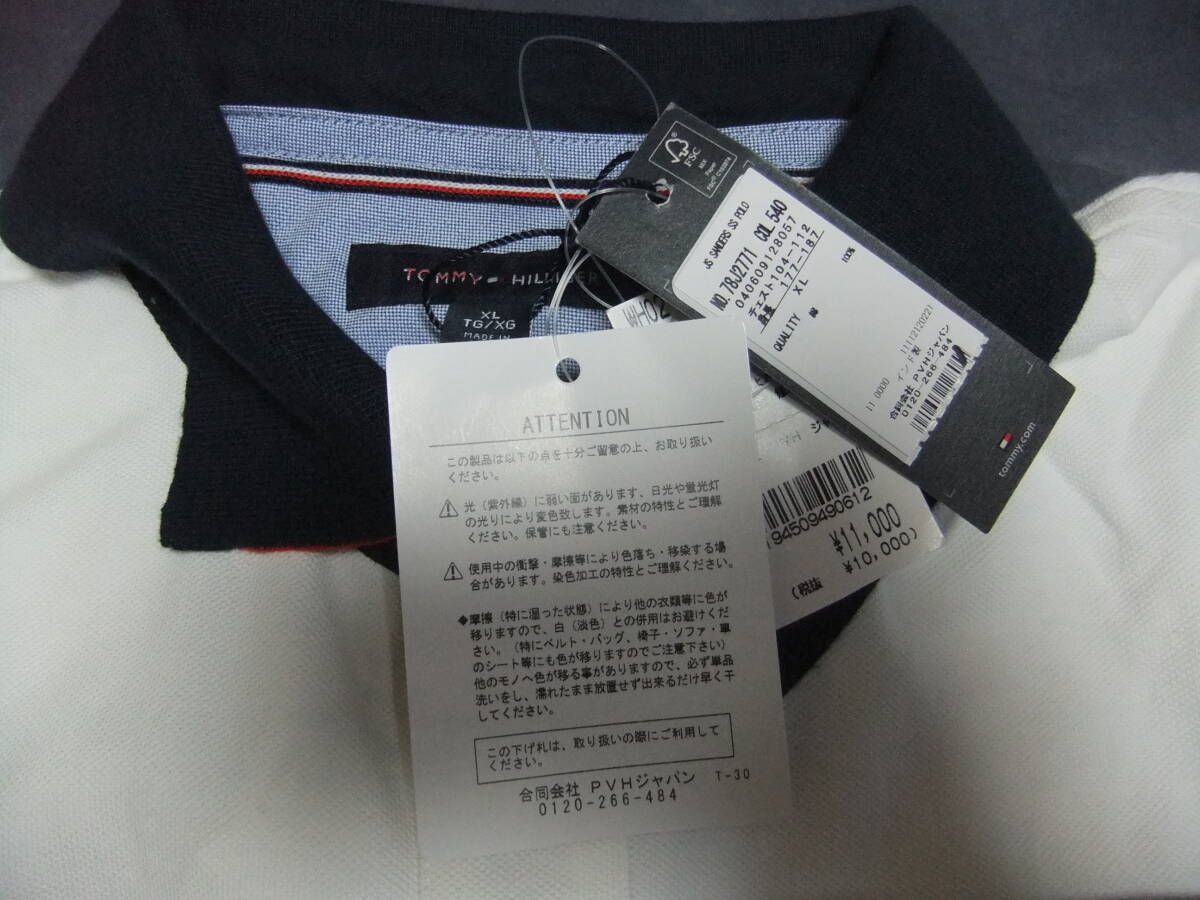 TOMMY HILFIGER
XL
TG/XG
MADE IN
FSC
MIX
Paper
JS SANDERS SS POLO
NO.78J2771 COL.540
0406091 28057
チェスト104-112
身長 177-187
XL
QUALITY
綿
100%
11112120221
インド製
11 0000
合同会社 PVHジャパン
0120-266-484
tommy.com
ATTENTION
この製品は以下の点を十分ご留意の上、お取り扱い
ください。
光(紫外線)に弱い面があります、日光や蛍光灯
の光りにより変色致します。素材の特性とご理解
ください。保管にも注意ください。
使用中の衝撃・摩擦等により色落ち・移染する場
合があります。染色加工の特性とご理解ください。
◆摩擦(特に湿った状態)により他の衣類等に色が
移りますので、白(淡色)との併用はお避けくだ
さい。(特にベルト・バッグ、椅子・ソファ・車
のシート等にも色が移りますのでご注意下さい)
他のモノへ色が移る事がありますので、必ず単品
洗いをし、濡れたまま放置せず出来るだけ早く干
してください。
この下げ札は、取り扱いの際にご利用して
ください。
合同会社 PVHジャパン T-30
0120-266-484
WH02
94509490612
¥11,000
(税抜 ¥10,000)